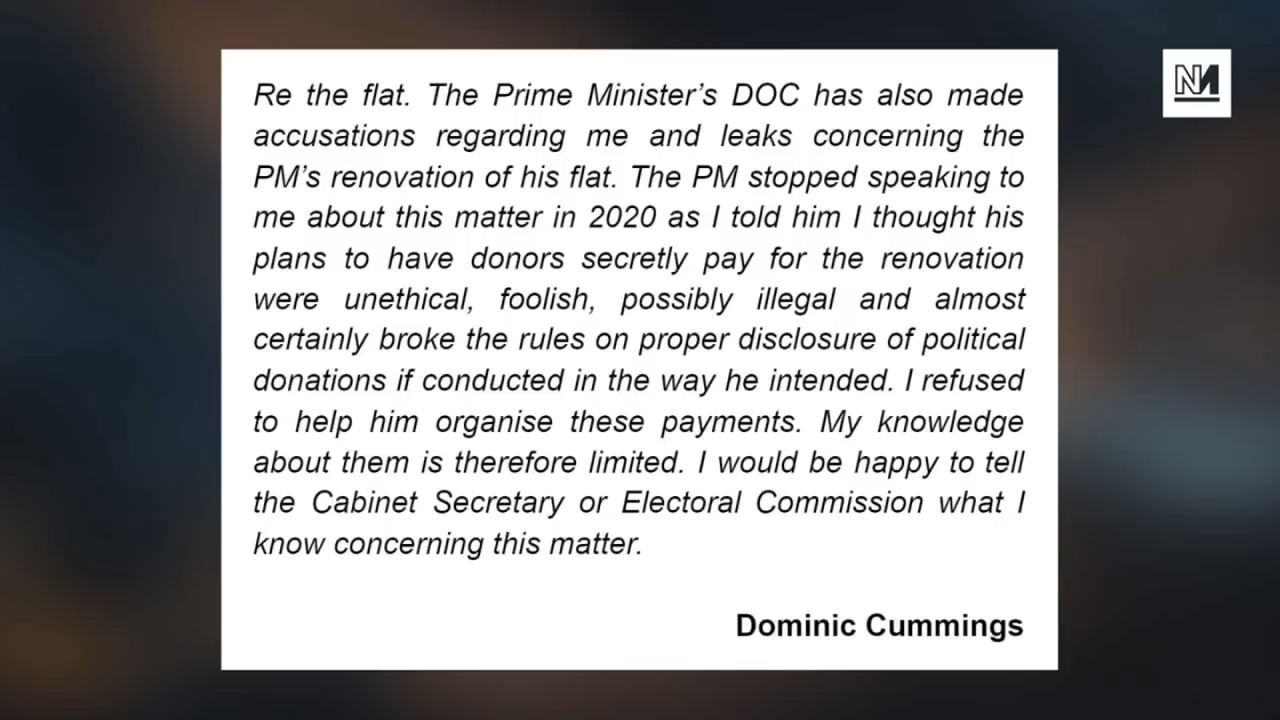 NM
Re the flat. The Prime Minister’s DOC has also made
accusations regarding me and leaks concerning the
PM’s renovation of his flat. The PM stopped speaking to
me about this matter in 2020 as I told him I thought his
plans to have donors secretly pay for the renovation
were unethical, foolish, possibly illegal and almost
certainly broke the rules on proper disclosure of political
donations if conducted in the way he intended. I refused
to help him organise these payments. My knowledge
about them is therefore limited. I would be happy to tell
the Cabinet Secretary or Electoral Commission what I
know concerning this matter.
Dominic Cummings